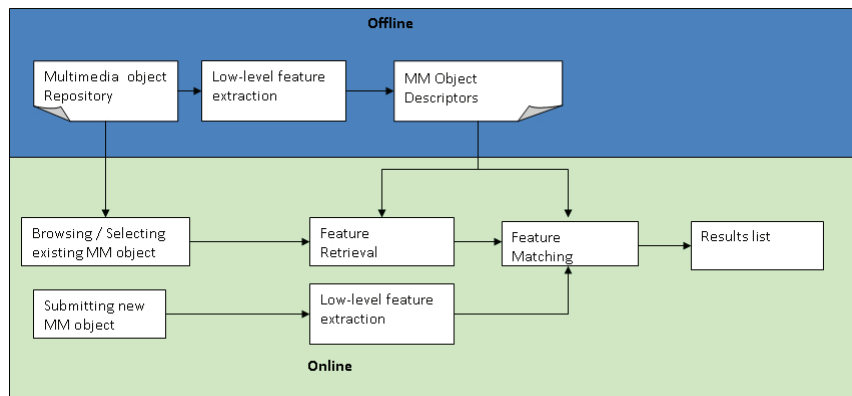 Offline
Multimedia object
Repository
Low-level feature
extraction
MM Object
Descriptors
Browsing / Selecting
existing MM object
Feature
Retrieval
Feature
Matching
Results list
Submitting new
MM object
Low-level feature
extraction
Online